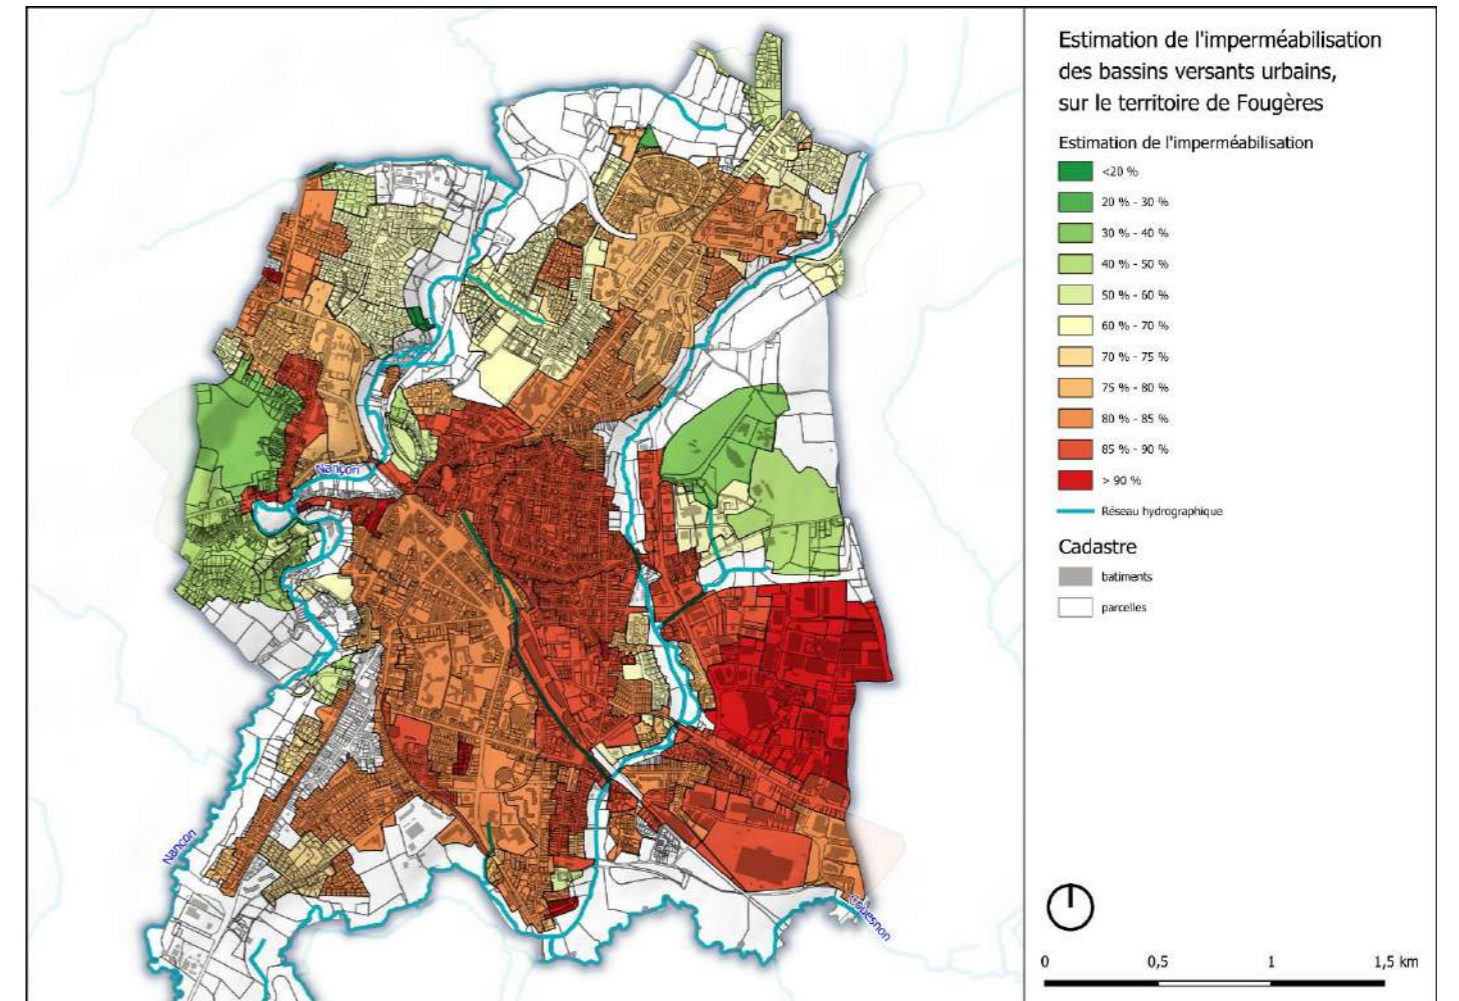 Estimation de l'imperméabilisation
des bassins versants urbains,
sur le territoire de Fougères
Estimation de l'imperméabilisation
<20 %
20 % - 30 %
30 % - 40 %
40 % - 50 %
50 % - 60 %
60 % - 70 %
70 % - 75 %
75 % - 80 %
80 % - 85 %
85 % - 90 %
> 90 %
Réseau hydrographique
Cadastre
batiments
parcelles
Nançon
Nançon
Couesnon
0 0,5 1 1,5 km